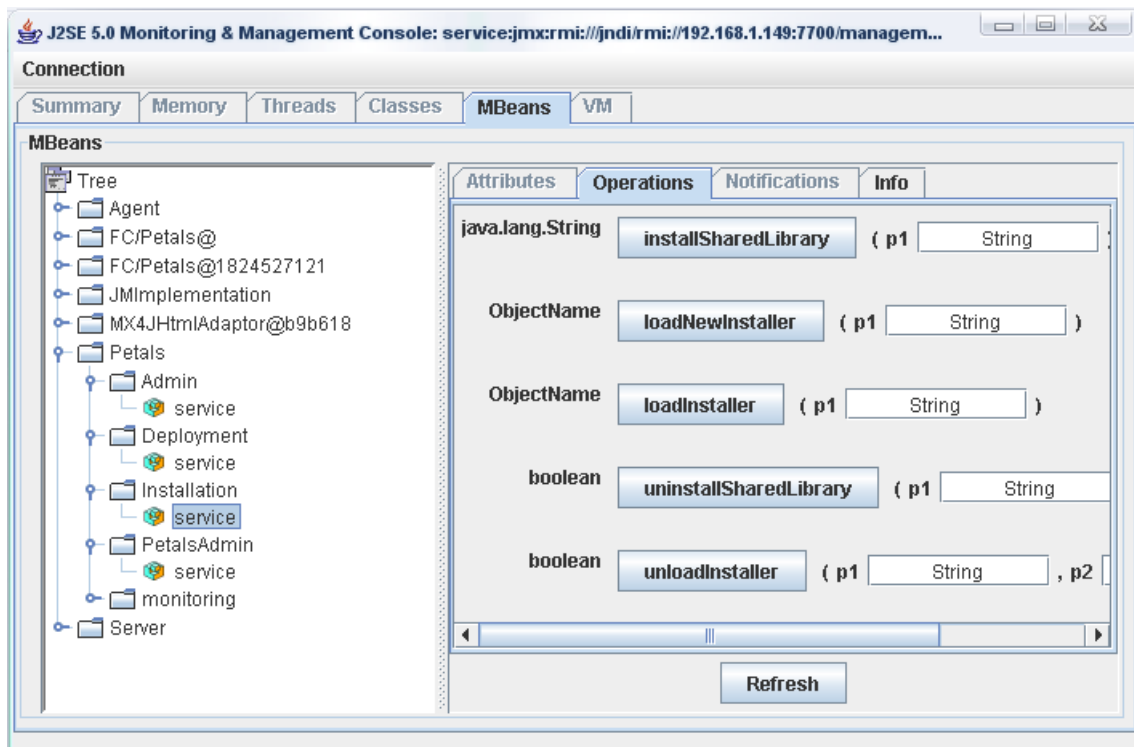 J2SE 5.0 Monitoring & Management Console: service:jmx:rmi:///jndi/rmi://192.168.1.149:7700/managem...
Connection
Summary Memory Threads Classes MBeans VM
MBeans
Tree
Agent
FC/Petals@
FC/Petals@1824527121
JMImplementation
MX4JHtmlAdaptor@b9b618
Petals
Admin
service
Deployment
service
Installation
service
PetalsAdmin
service
monitoring
Server
Attributes Operations Notifications Info
java.lang.String installSharedLibrary ( p1 String )
ObjectName loadNewInstaller ( p1 String )
ObjectName loadInstaller ( p1 String )
boolean uninstallSharedLibrary ( p1 String
boolean unloadInstaller ( p1 String , p2
Refresh